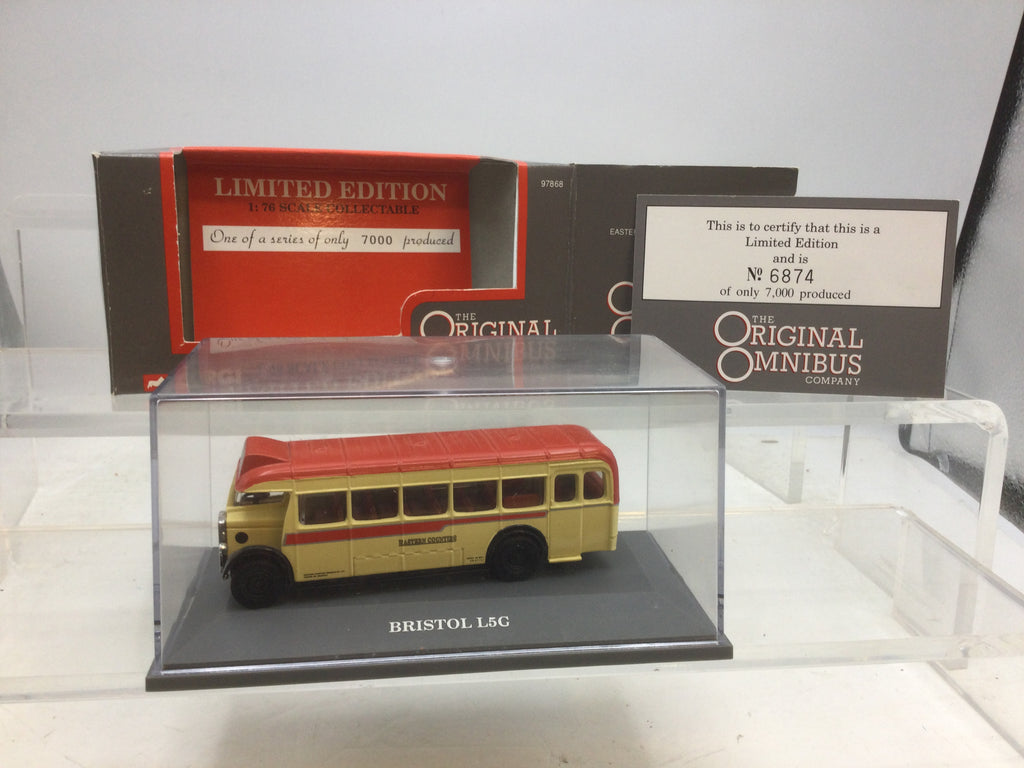 LIMITED EDITION
1:76 SCALE COLLECTABLE
One of a series of only 7000 produced
THE
ORIGINAL
OMNIBUS
97868
EASTE
This is to certify that this is a
Limited Edition
and is
No 6874
of only 7,000 produced
THE
ORIGINAL
OMNIBUS
COMPANY
EASTERN COUNTIES
BRISTOL L5G